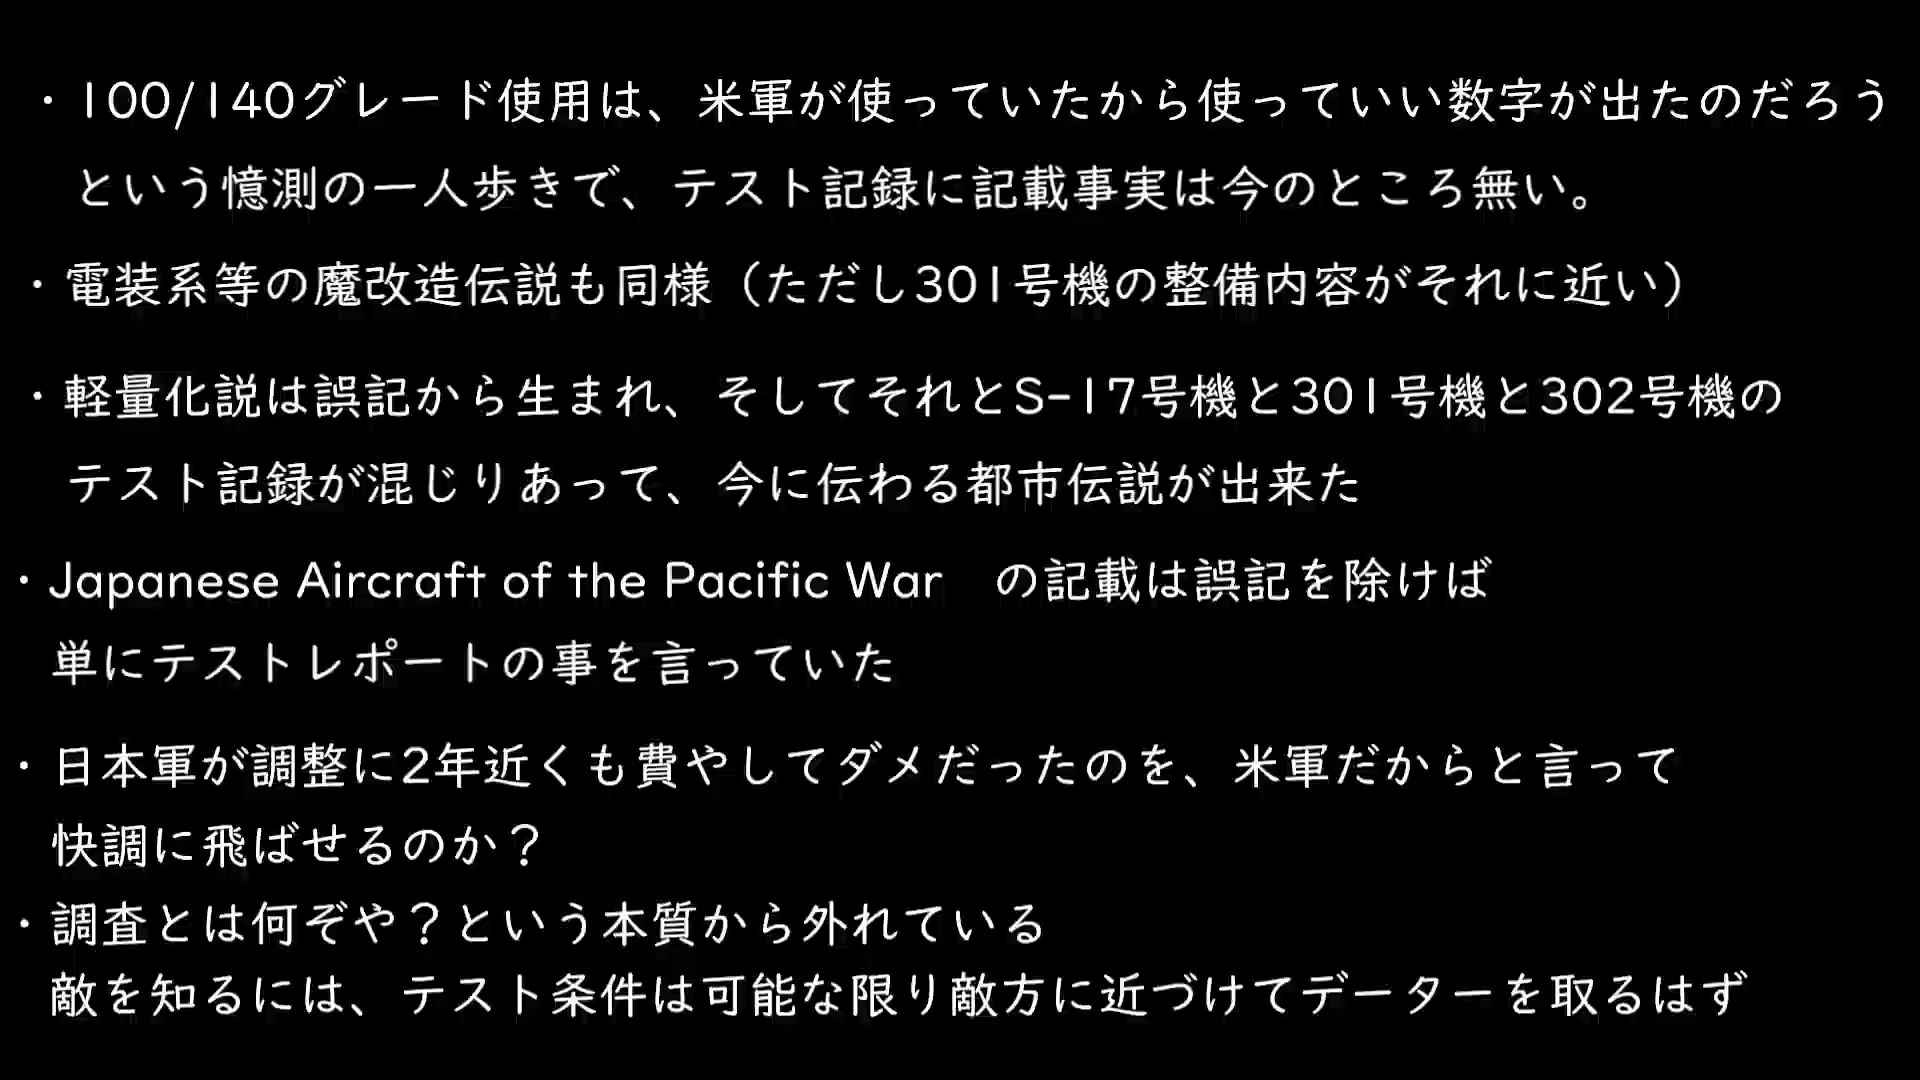 ・100/140グレード使用は、米軍が使っていたから使っていい数字が出たのだろう
という憶測の一人歩きで、テスト記録に記載事実は今のところ無い。
・電装系等の魔改造伝説も同様（ただし301号機の整備内容がそれに近い）
・軽量化説は誤記から生まれ、そしてそれとS-17号機と301号機と302号機の
テスト記録が混じりあって、今に伝わる都市伝説が出来た
・Japanese Aircraft of the Pacific War　の記載は誤記を除けば
単にテストレポートの事を言っていた
・日本軍が調整に2年近くも費やしてダメだったのを、米軍だからと言って
快調に飛ばせるのか？
・調査とは何ぞや？という本質から外れている
敵を知るには、テスト条件は可能な限り敵方に近づけてデーターを取るはず